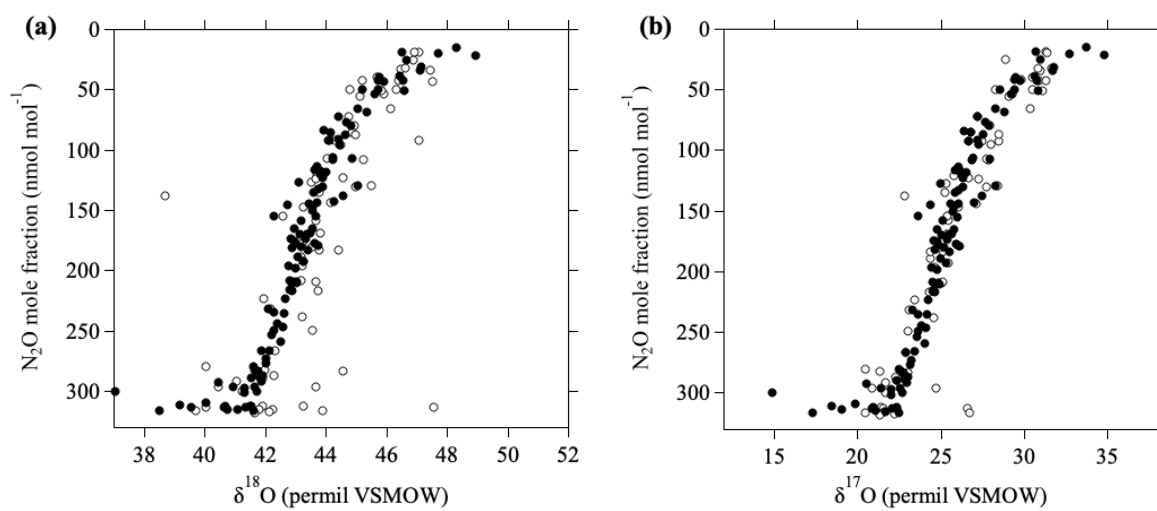 (a)
0
50
100
150
200
250
300
N₂O mole fraction (nmol mol⁻¹)
38 40 42 44 46 48 50 52
δ¹⁸O (permil VSMOW)
(b)
0
50
100
150
200
250
300
N₂O mole fraction (nmol mol⁻¹)
15 20 25 30 35
δ¹⁷O (permil VSMOW)